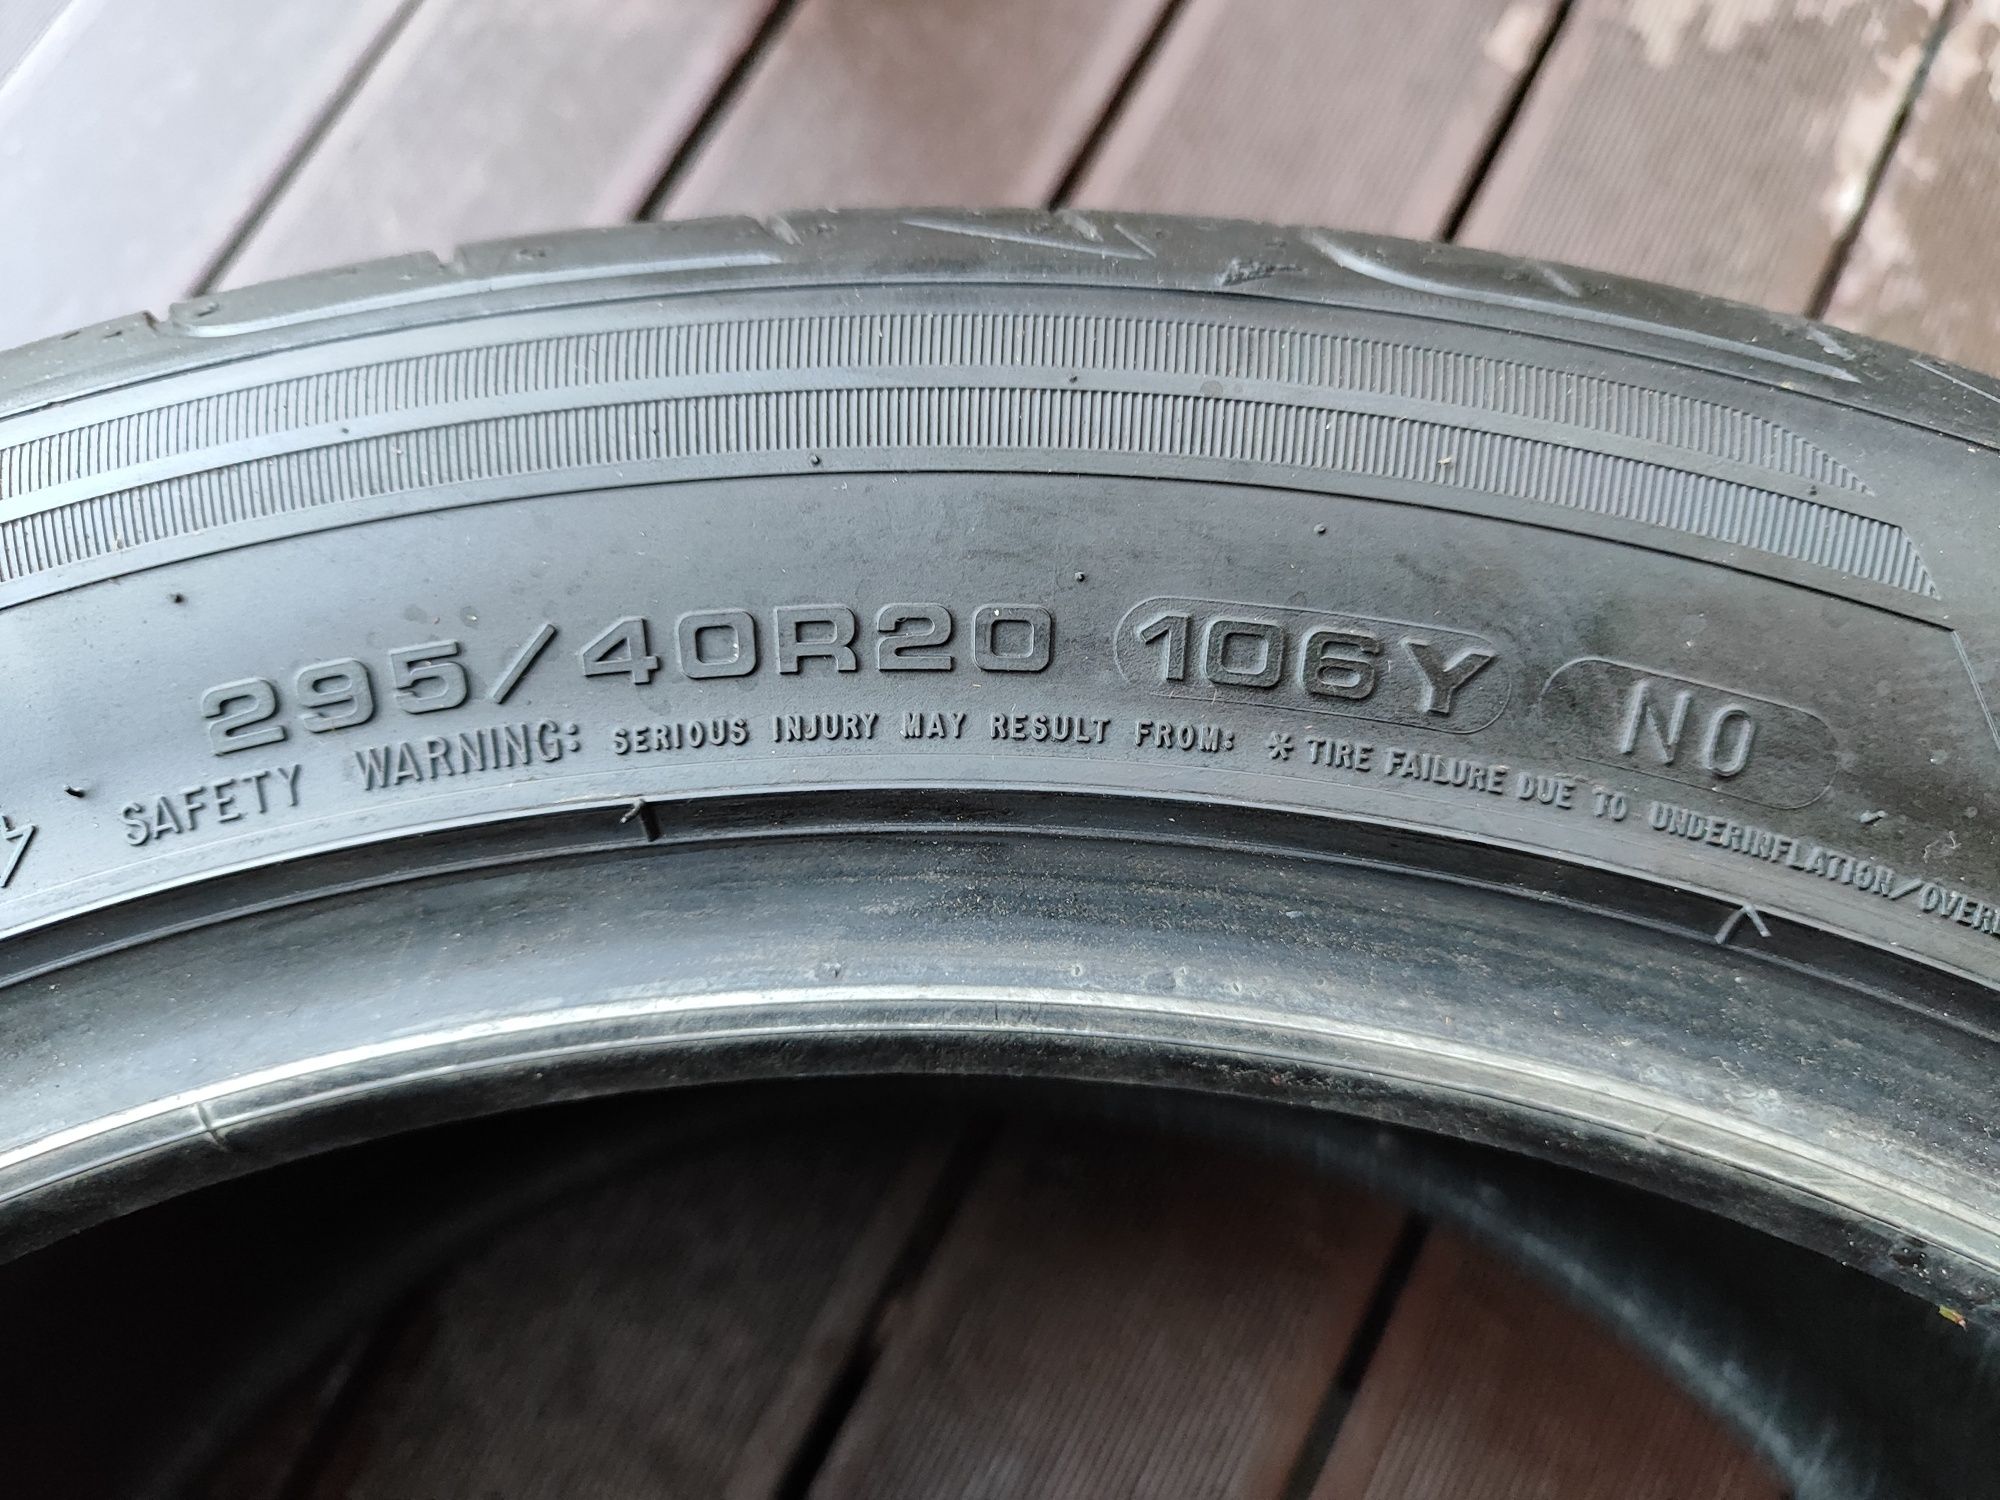 295/40R20 106Y N0
SAFETY WARNING: SERIOUS INJURY MAY RESULT FROM: * TIRE FAILURE DUE TO UNDERINFLATION/